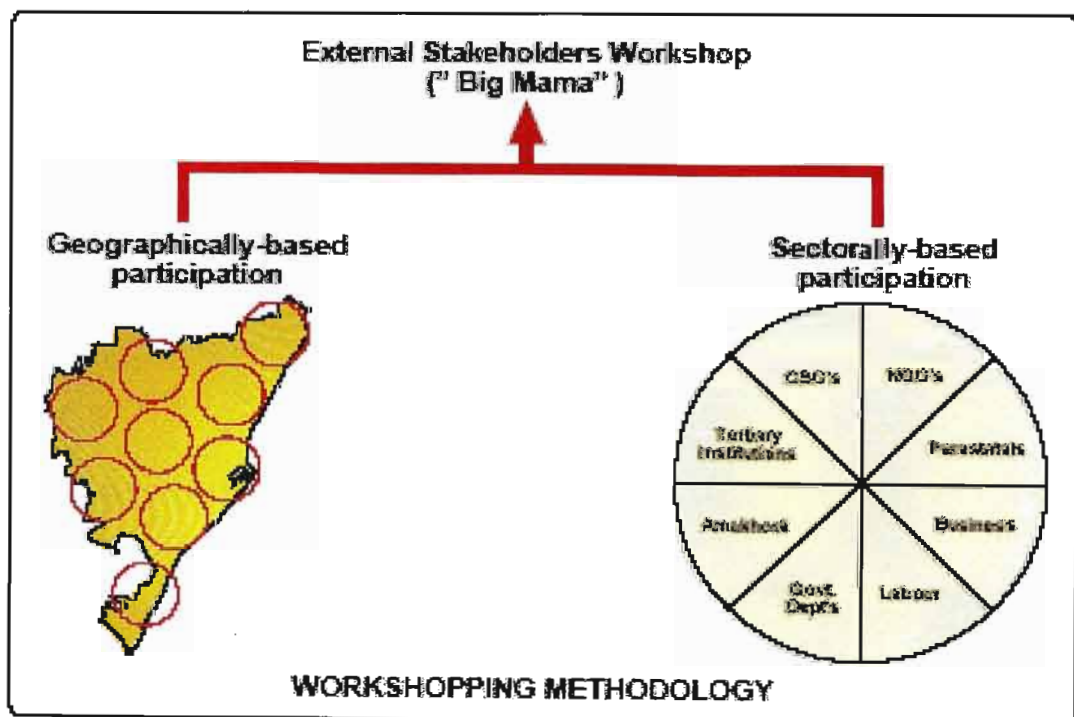 External Stakeholders Workshop
(" Big Mama" )
Geographically-based
participation
Sectorally-based
participation
CBO's
NGO's
Tertiary
Institutions
Parastatals
Amakhosi
Business
Govt.
Dept's
Labour
WORKSHOPPING METHODOLOGY